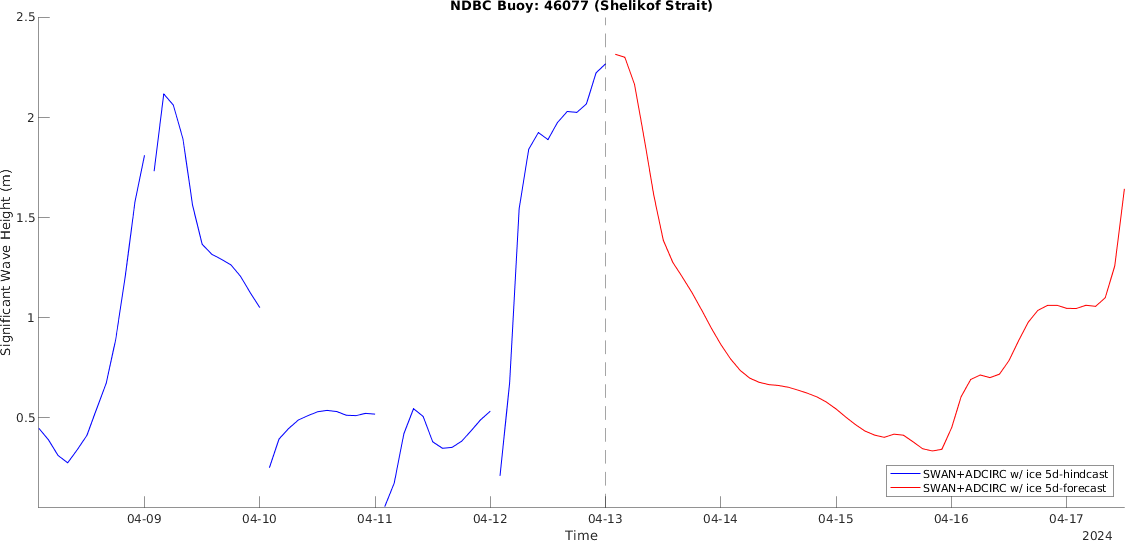 NDBC Buoy: 46077 (Shelikof Strait)
2.5
2
1.5
1
0.5
Significant Wave Height (m)
04-09 04-10 04-11 04-12 04-13 04-14 04-15 04-16 04-17
Time
2024
SWAN+ADCIRC w/ ice 5d-hindcast
SWAN+ADCIRC w/ ice 5d-forecast